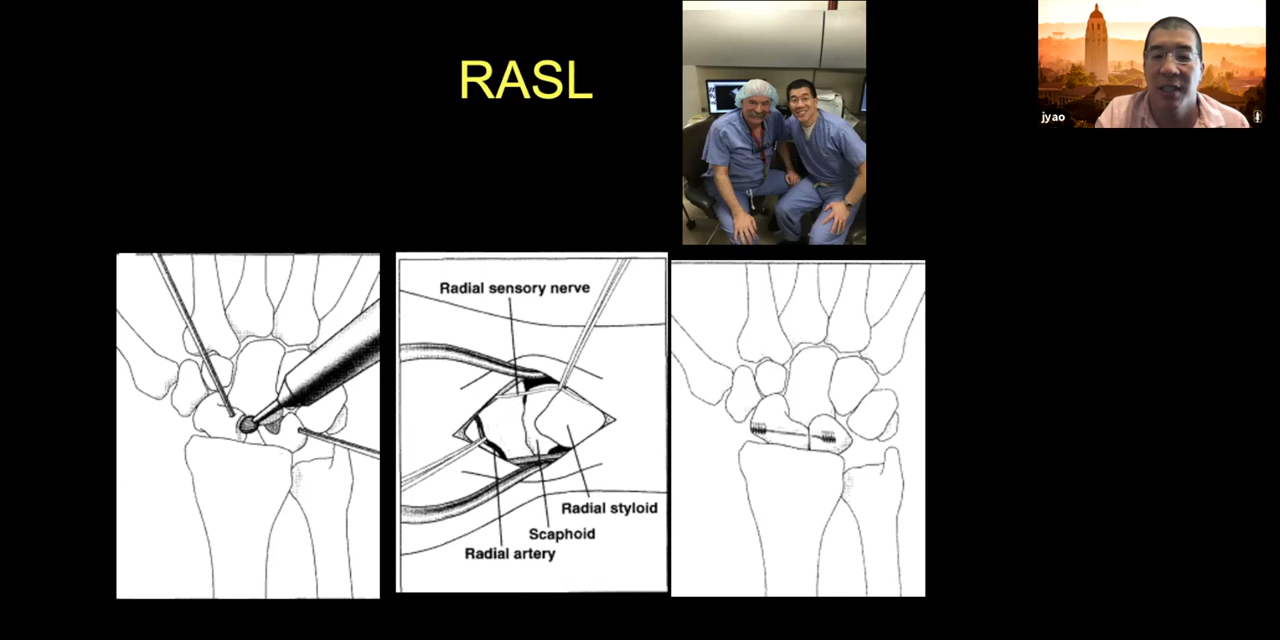 RASL
jyao
Radial sensory nerve
Radial styloid
Scaphoid
Radial artery